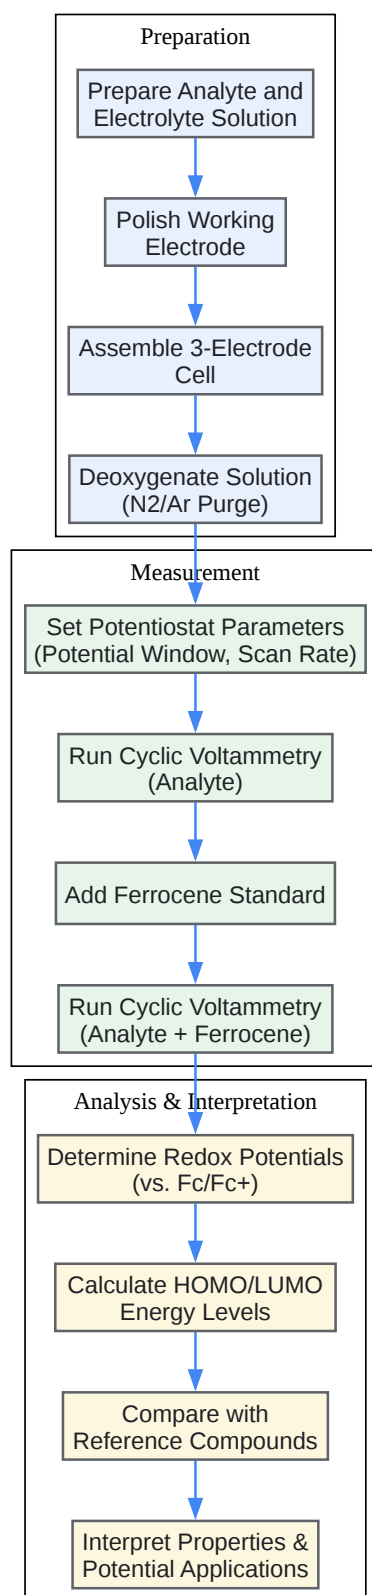 Preparation
Prepare Analyte and
Electrolyte Solution
Polish Working
Electrode
Assemble 3-Electrode
Cell
Deoxygenate Solution
(N2/Ar Purge)
Measurement
Set Potentiostat Parameters
(Potential Window, Scan Rate)
Run Cyclic Voltammetry
(Analyte)
Add Ferrocene Standard
Run Cyclic Voltammetry
(Analyte + Ferrocene)
Analysis & Interpretation
Determine Redox Potentials
(vs. Fc/Fc+)
Calculate HOMO/LUMO
Energy Levels
Compare with
Reference Compounds
Interpret Properties &
Potential Applications